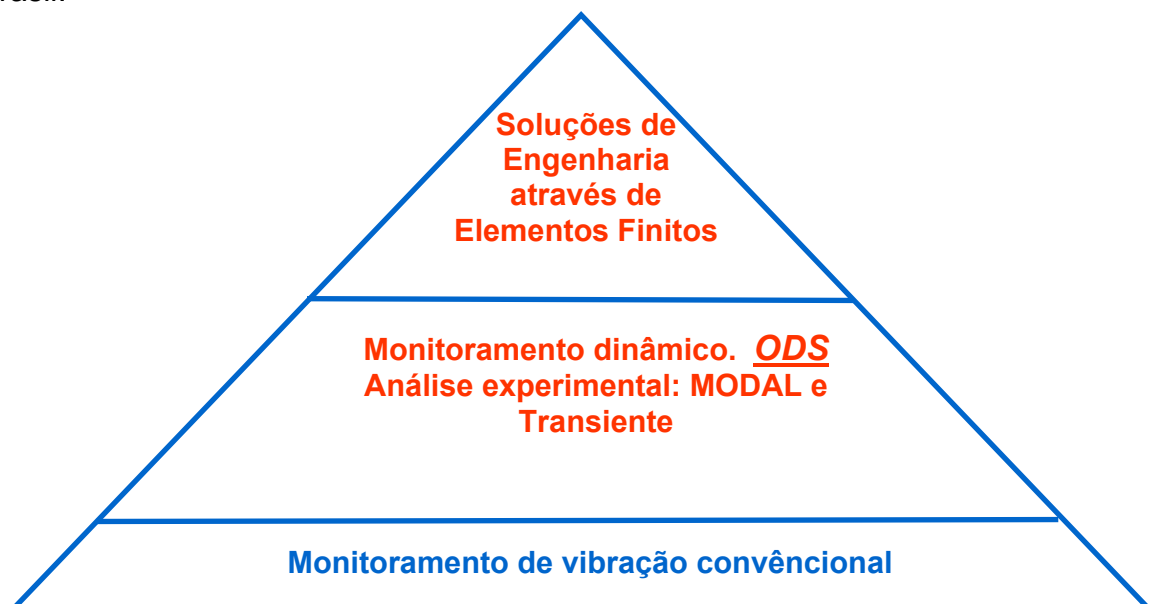 Soluções de
Engenharia
através de
Elementos Finitos
Monitoramento dinâmico. ODS
Análise experimental: MODAL e
Transiente
Monitoramento de vibração convêncional